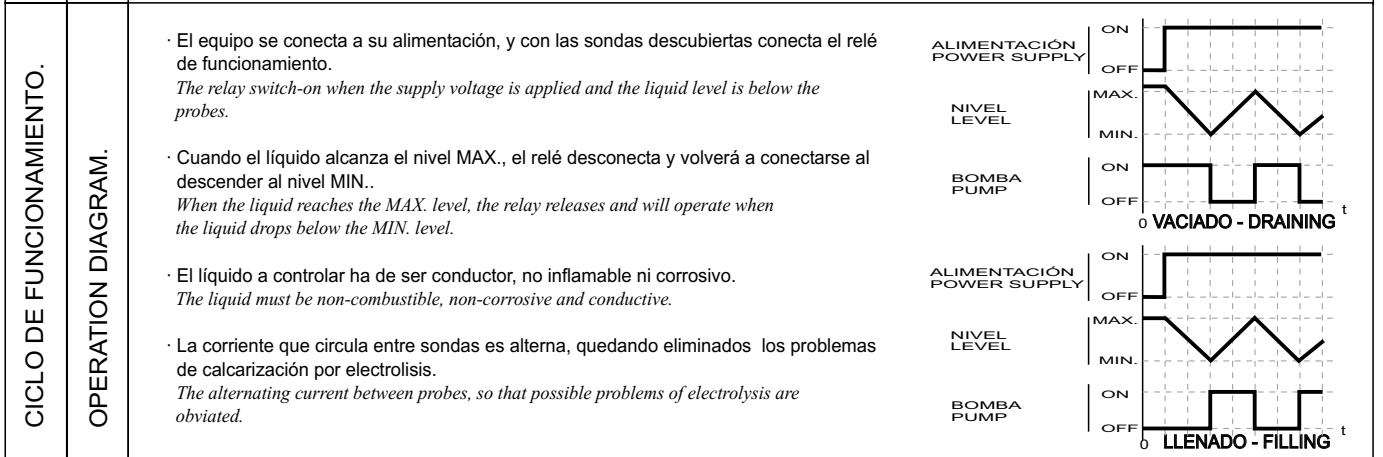 CICLO DE FUNCIONAMIENTO.
OPERATION DIAGRAM.
· El equipo se conecta a su alimentación, y con las sondas descubiertas conecta el relé
de funcionamiento.
The relay switch-on when the supply voltage is applied and the liquid level is below the
probes.
· Cuando el líquido alcanza el nivel MAX., el relé desconecta y volverá a conectarse al
descender al nivel MIN..
When the liquid reaches the MAX. level, the relay releases and will operate when
the liquid drops below the MIN. level.
· El líquido a controlar ha de ser conductor, no inflamable ni corrosivo.
The liquid must be non-combustible, non-corrosive and conductive.
· La corriente que circula entre sondas es alterna, quedando eliminados los problemas
de calcarización por electrolisis.
The alternating current between probes, so that possible problems of electrolysis are
obviated.
ALIMENTACIÓN
POWER SUPPLY
ON
OFF
NIVEL
LEVEL
MAX.
MIN.
BOMBA
PUMP
ON
OFF
t
0 VACIADO - DRAINING
ALIMENTACIÓN
POWER SUPPLY
ON
OFF
NIVEL
LEVEL
MAX.
MIN.
BOMBA
PUMP
ON
OFF
t
0 LLENADO - FILLING